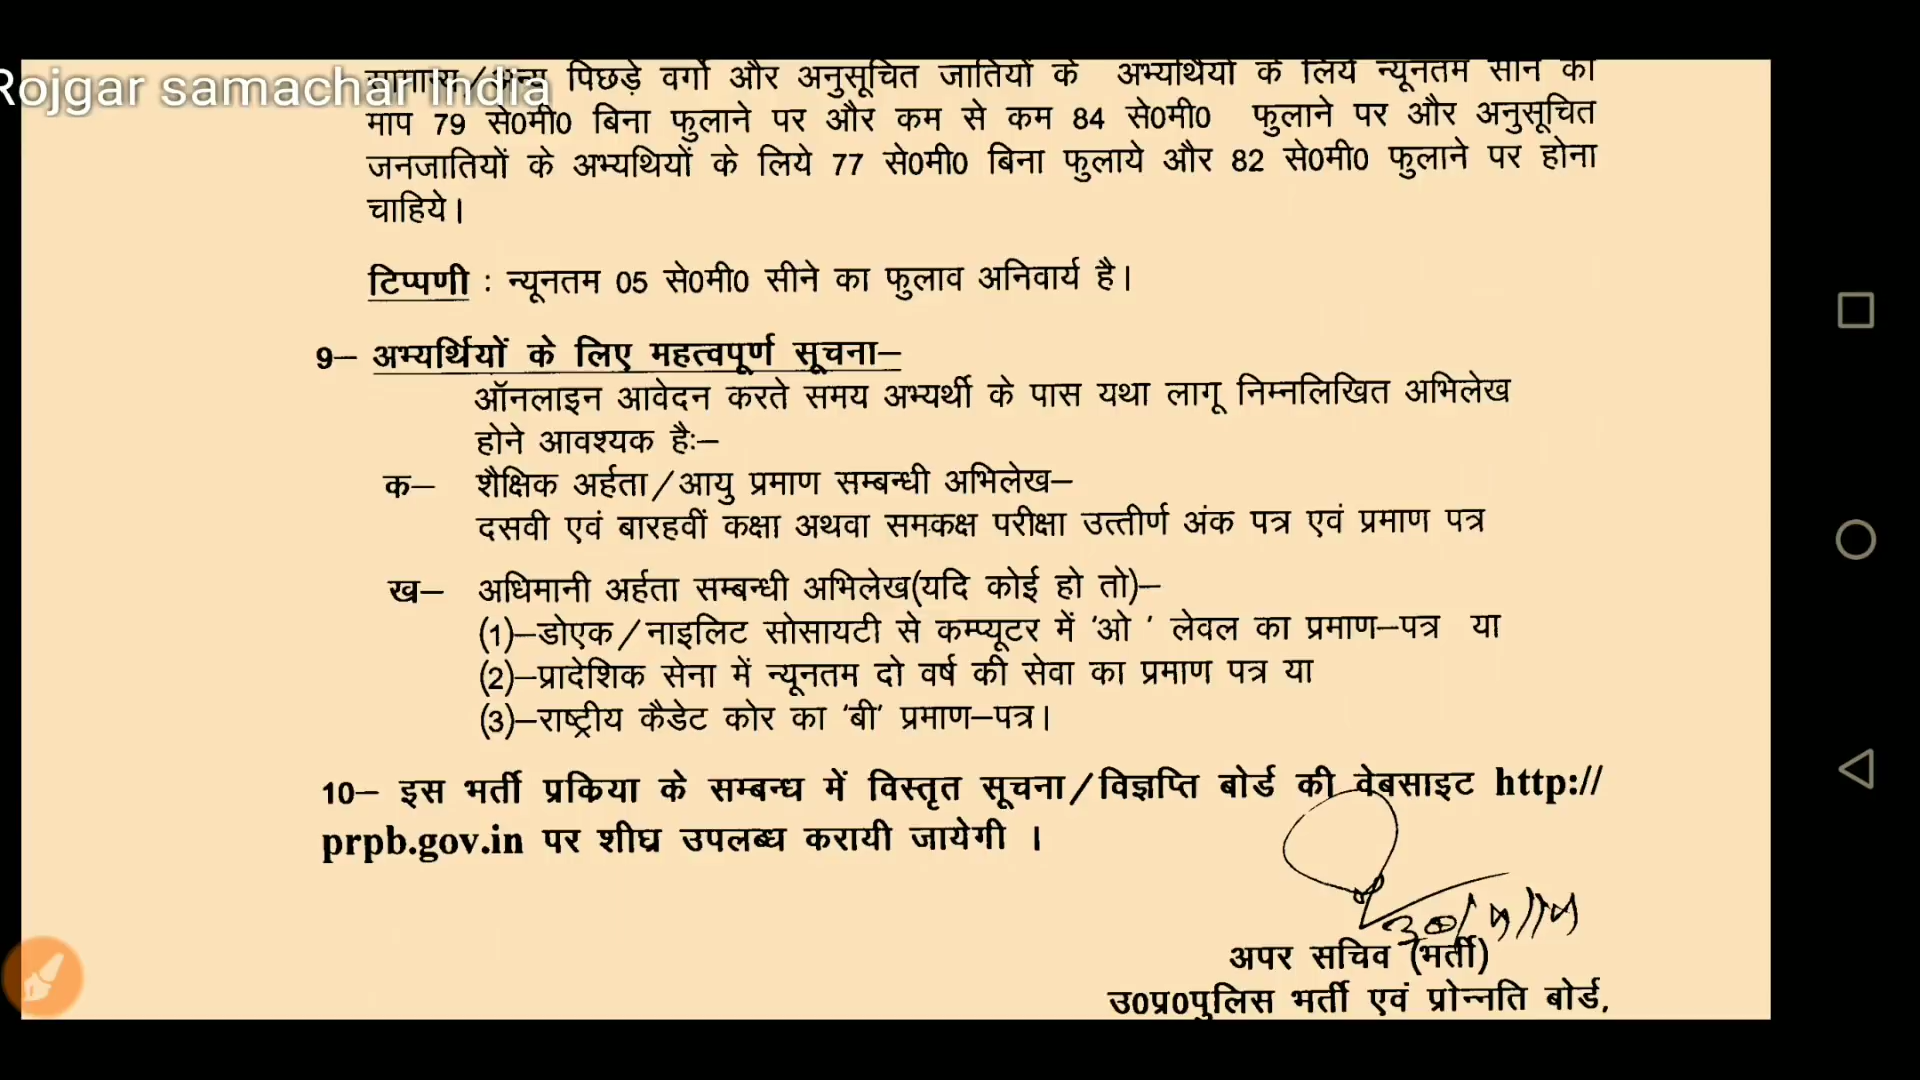 Rojgar samachar India
सामान्य/अन्य पिछड़े वर्गों और अनुसूचित जातियों के अभ्यर्थियों के लिये न्यूनतम सीने की
माप 79 से0मी0 बिना फुलाने पर और कम से कम 84 से0मी0 फुलाने पर और अनुसूचित
जनजातियों के अभ्यथियों के लिये 77 से0मी0 बिना फुलाये और 82 से0मी0 फुलाने पर होना
चाहिये।
टिप्पणी : न्यूनतम 05 से0मी0 सीने का फुलाव अनिवार्य है।
9– अभ्यर्थियों के लिए महत्वपूर्ण सूचना–
ऑनलाइन आवेदन करते समय अभ्यर्थी के पास यथा लागू निम्नलिखित अभिलेख
होने आवश्यक हैः–
क– शैक्षिक अर्हता/आयु प्रमाण सम्बन्धी अभिलेख–
दसवी एवं बारहवीं कक्षा अथवा समकक्ष परीक्षा उत्तीर्ण अंक पत्र एवं प्रमाण पत्र
ख– अधिमानी अर्हता सम्बन्धी अभिलेख(यदि कोई हो तो)–
(1)–डोएक/नाइलिट सोसायटी से कम्प्यूटर में 'ओ ' लेवल का प्रमाण–पत्र या
(2)–प्रादेशिक सेना में न्यूनतम दो वर्ष की सेवा का प्रमाण पत्र या
(3)–राष्ट्रीय कैडेट कोर का 'बी' प्रमाण–पत्र।
10– इस भर्ती प्रकिया के सम्बन्ध में विस्तृत सूचना/विज्ञप्ति बोर्ड की वेबसाइट http://
prpb.gov.in पर शीघ्र उपलब्ध करायी जायेगी ।
अपर सचिव (भर्ती)
उ0प्र0पुलिस भर्ती एवं प्रोन्नति बोर्ड,